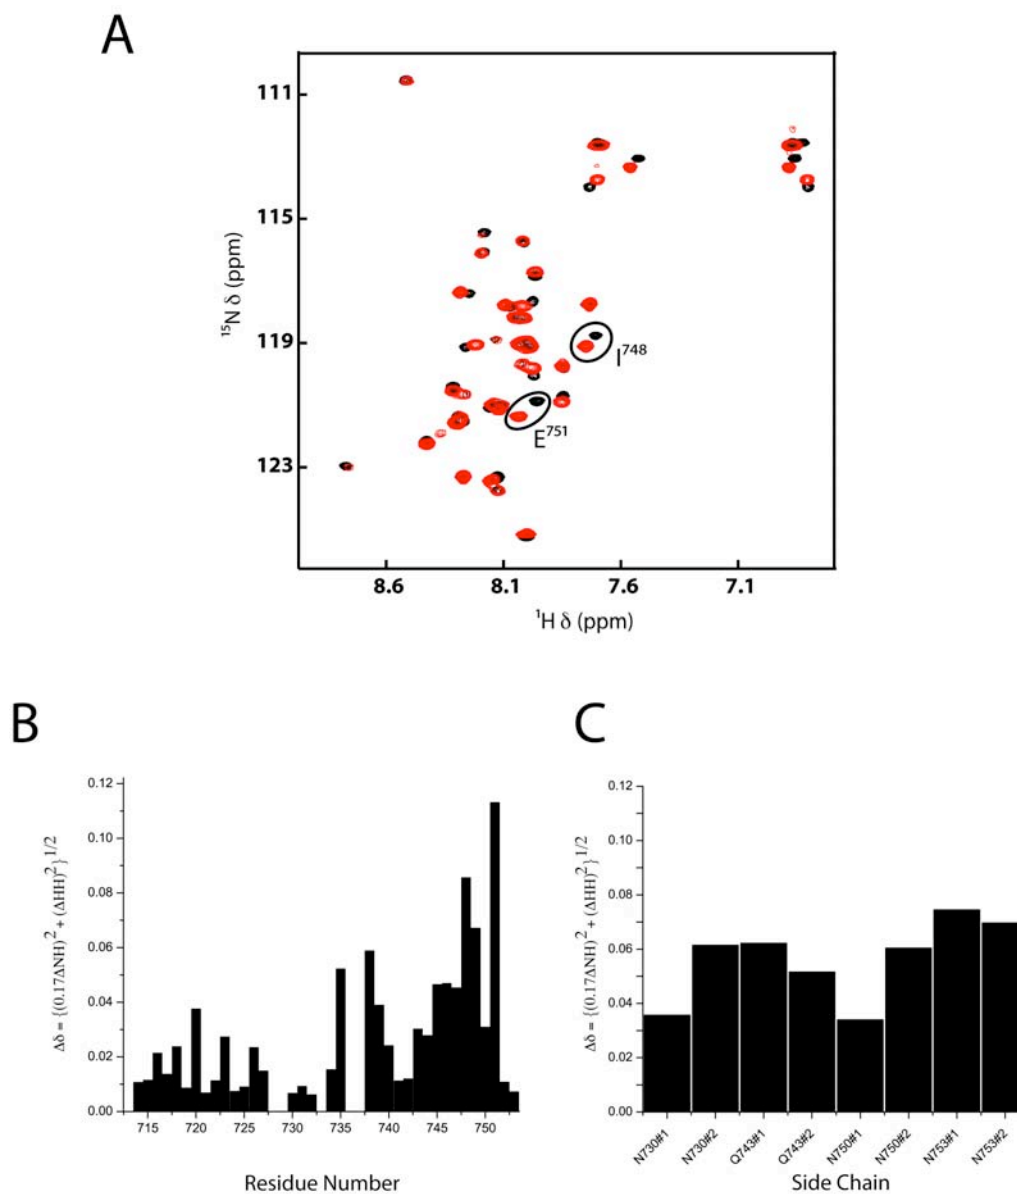 A
111
115
119
123
¹⁵N δ (ppm)
I⁷⁴⁸
E⁷⁵¹
8.6 8.1 7.6 7.1
¹H δ (ppm)
B
0.12
0.10
0.08
0.06
0.04
0.02
0.00
Δδ = {(0.17ΔNH)² + (ΔHH)²}¹/²
715 720 725 730 735 740 745 750
Residue Number
C
0.12
0.10
0.08
0.06
0.04
0.02
0.00
Δδ = {(0.17ΔNH)² + (ΔHH)²}¹/²
N730#1 N730#2 Q743#1 Q743#2 N750#1 N750#2 N753#1 N753#2
Side Chain